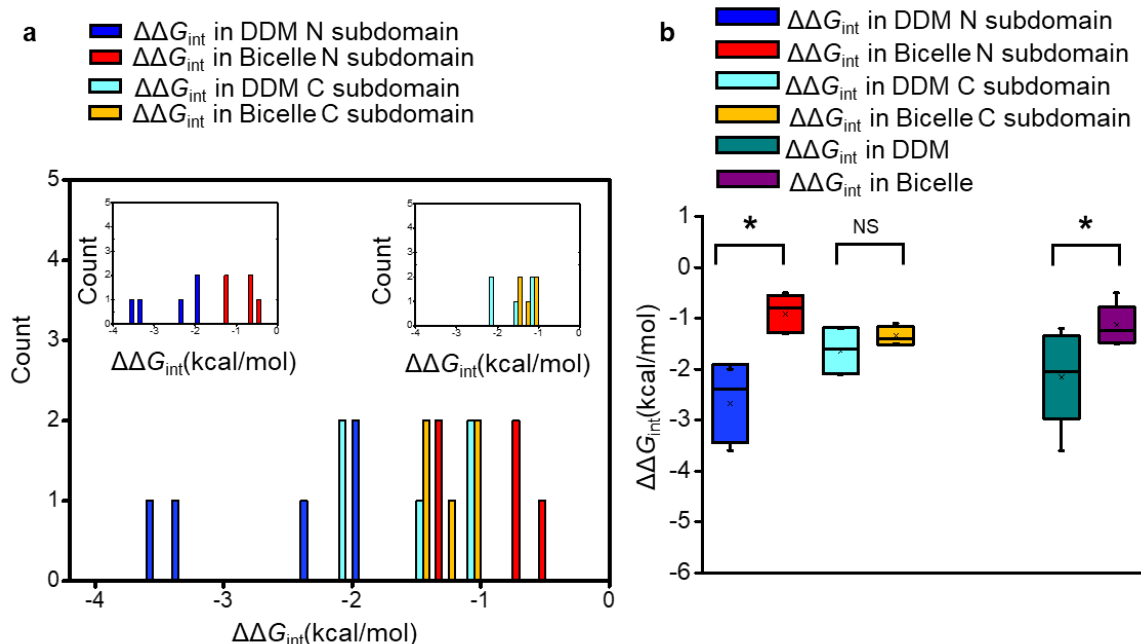 a
ΔΔGint in DDM N subdomain
ΔΔGint in Bicelle N subdomain
ΔΔGint in DDM C subdomain
ΔΔGint in Bicelle C subdomain
5
4
3
2
1
0
Count
-4
-3
-2
-1
0
ΔΔGint(kcal/mol)
5
4
3
2
1
0
Count
-4
-3
-2
-1
0
ΔΔGint(kcal/mol)
5
4
3
2
1
0
Count
-4
-3
-2
-1
0
ΔΔGint(kcal/mol)
b
ΔΔGint in DDM N subdomain
ΔΔGint in Bicelle N subdomain
ΔΔGint in DDM C subdomain
ΔΔGint in Bicelle C subdomain
ΔΔGint in DDM
ΔΔGint in Bicelle
1
0
-1
-2
-3
-4
-5
-6
ΔΔGint(kcal/mol)
*
NS
*